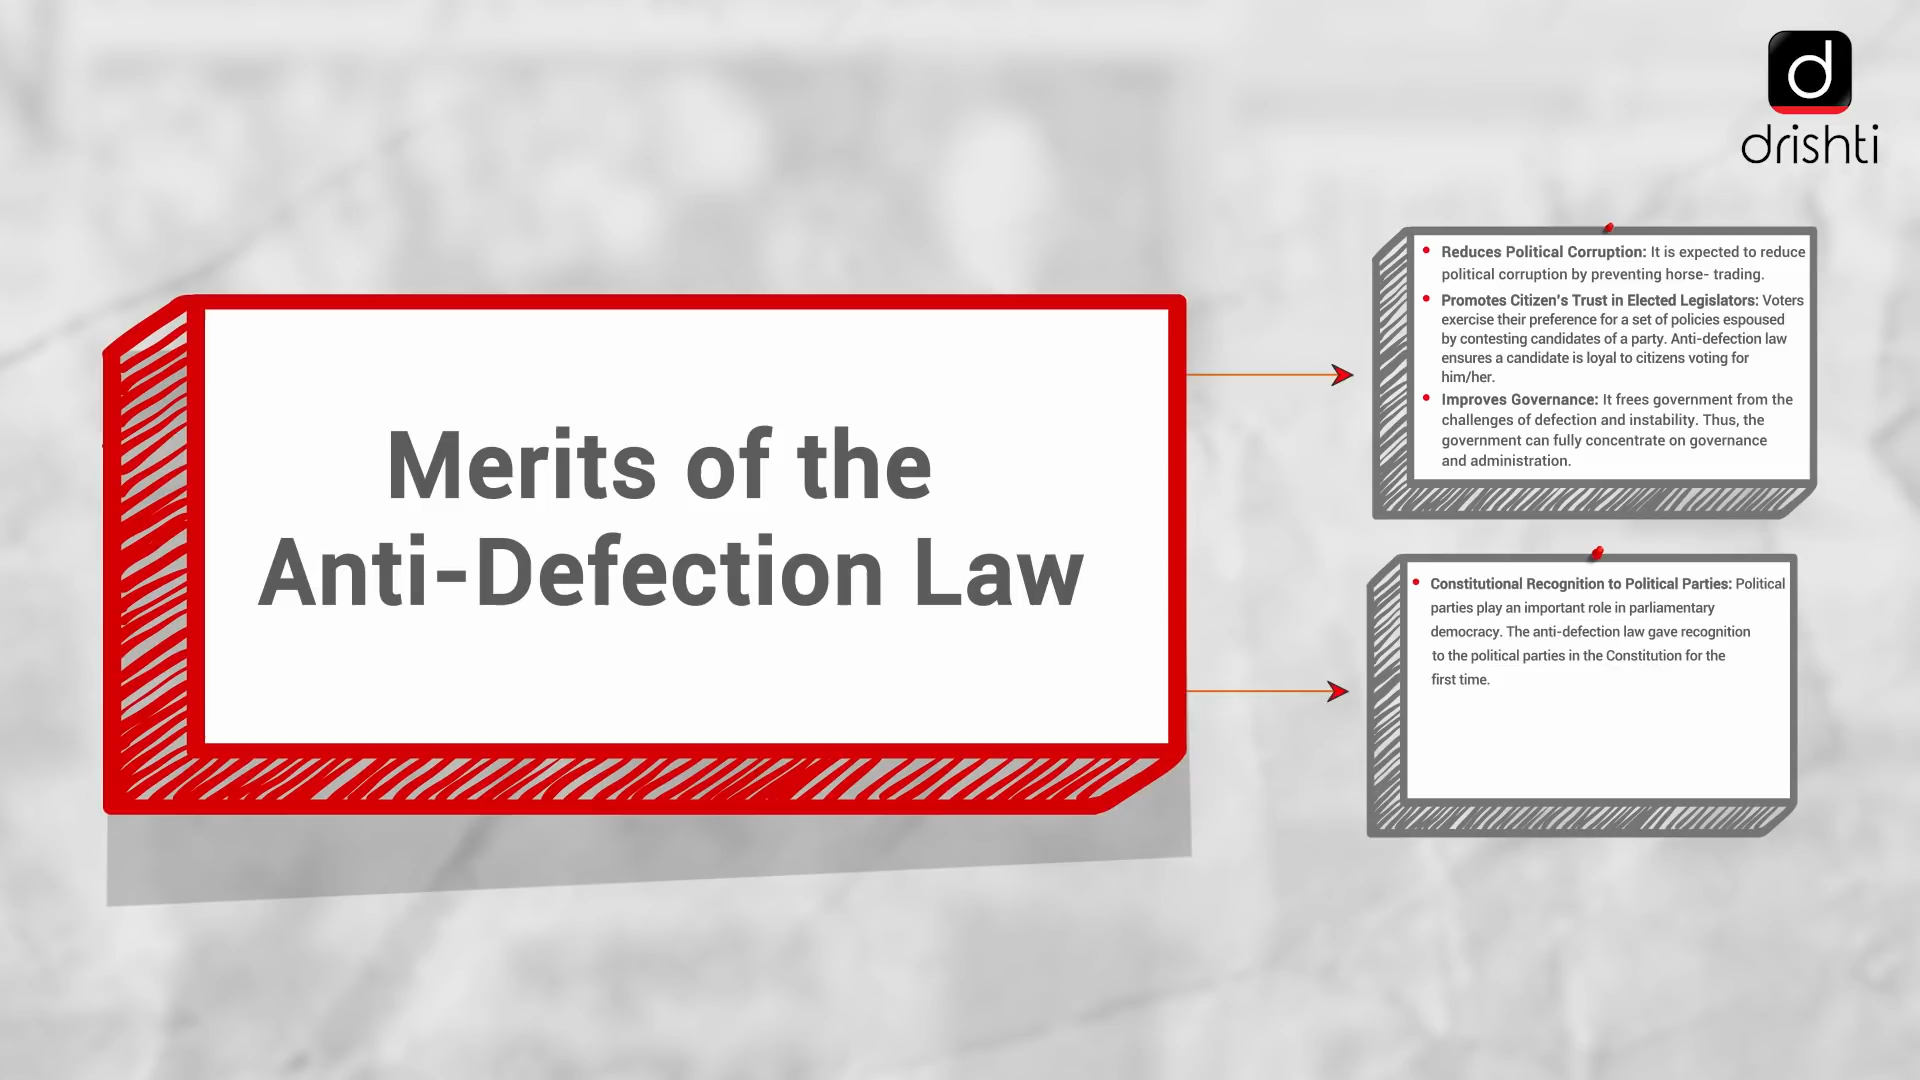 d
drishti
Merits of the
Anti-Defection Law
Reduces Political Corruption: It is expected to reduce
political corruption by preventing horse- trading.
Promotes Citizen's Trust in Elected Legislators: Voters
exercise their preference for a set of policies espoused
by contesting candidates of a party. Anti-defection law
ensures a candidate is loyal to citizens voting for
him/her.
Improves Governance: It frees government from the
challenges of defection and instability. Thus, the
government can fully concentrate on governance
and administration.
Constitutional Recognition to Political Parties: Political
parties play an important role in parliamentary
democracy. The anti-defection law gave recognition
to the political parties in the Constitution for the
first time.